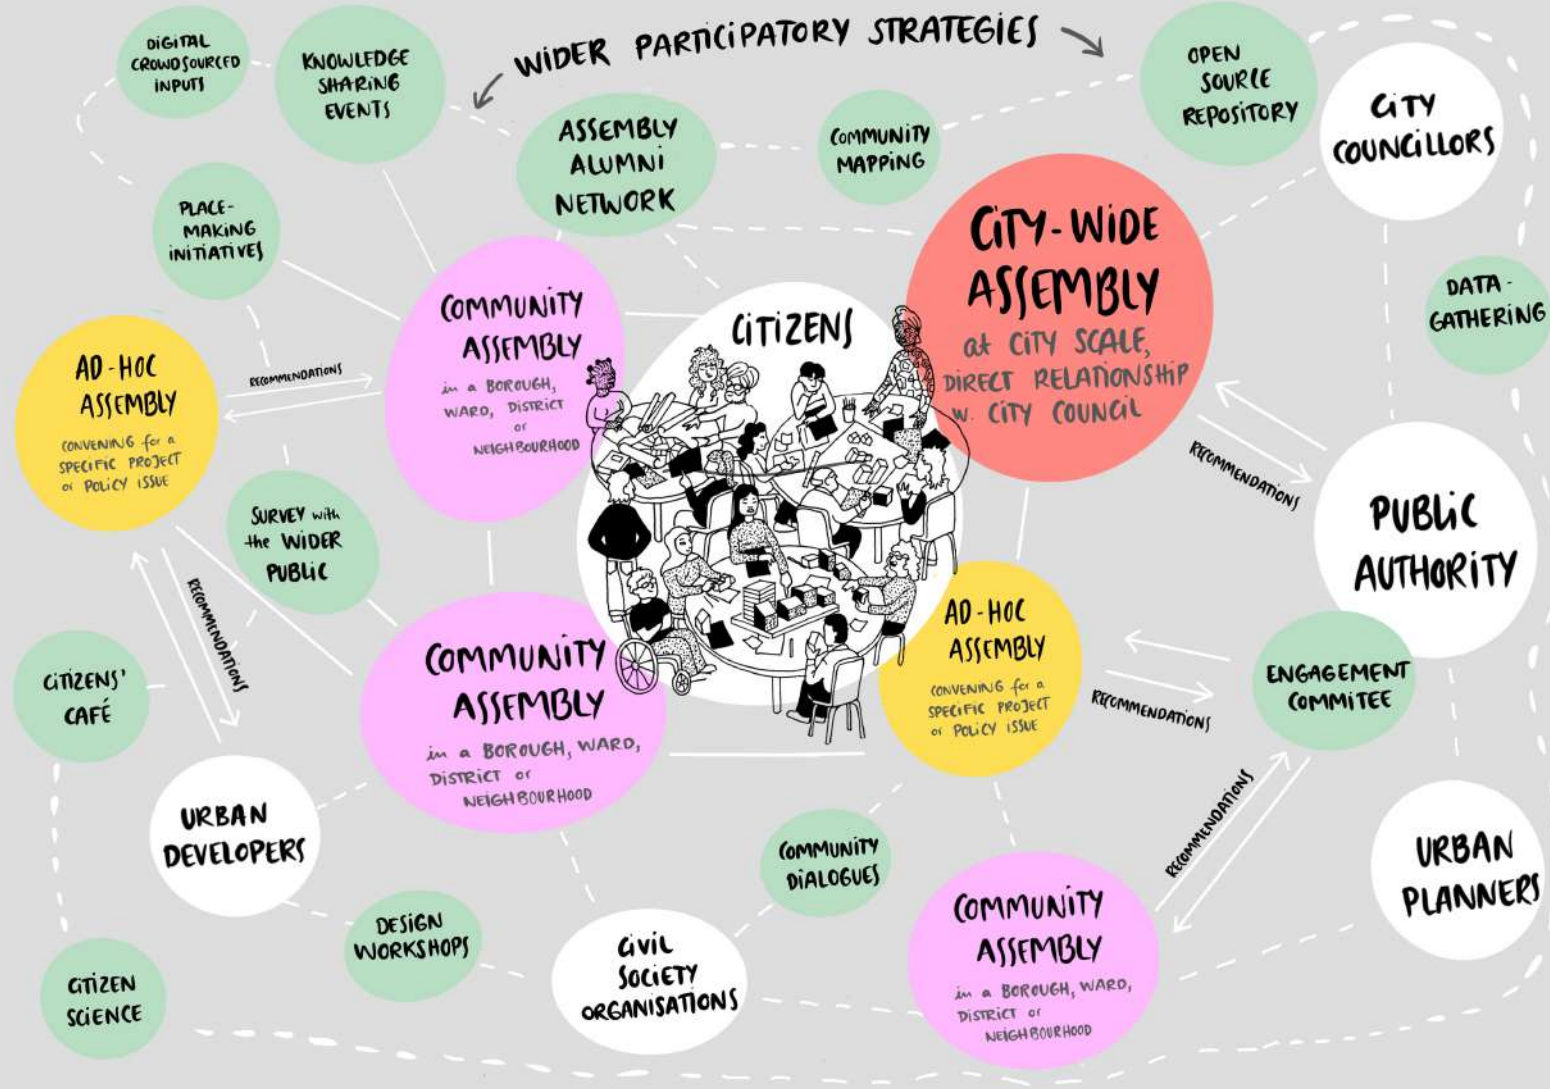 WIDER PARTICIPATORY STRATEGIES
DIGITAL
CROWDSOURCED
INPUTS
KNOWLEDGE
SHARING
EVENTS
ASSEMBLY
ALUMNI
NETWORK
COMMUNITY
MAPPING
OPEN
SOURCE
REPOSITORY
CITY
COUNCILLORS
PLACE-
MAKING
INITIATIVES
COMMUNITY
ASSEMBLY
in a BOROUGH,
WARD, DISTRICT
or
NEIGHBOURHOOD
CITIZENS
CITY-WIDE
ASSEMBLY
at CITY SCALE,
DIRECT RELATIONSHIP
w. CITY COUNCIL
DATA-
GATHERING
AD-HOC
ASSEMBLY
CONVENING for a
SPECIFIC PROJECT
or POLICY ISSUE
RECOMMENDATIONS
RECOMMENDATIONS
PUBLIC
AUTHORITY
SURVEY with
the WIDER
PUBLIC
RECOMMENDATIONS
COMMUNITY
ASSEMBLY
in a BOROUGH, WARD,
DISTRICT or
NEIGHBOURHOOD
AD-HOC
ASSEMBLY
CONVENING for a
SPECIFIC PROJECT
or POLICY ISSUE
RECOMMENDATIONS
ENGAGEMENT
COMMITEE
CITIZENS'
CAFÉ
URBAN
DEVELOPERS
RECOMMENDATIONS
COMMUNITY
DIALOGUES
URBAN
PLANNERS
DESIGN
WORKSHOPS
CIVIL
SOCIETY
ORGANISATIONS
COMMUNITY
ASSEMBLY
in a BOROUGH, WARD,
DISTRICT or
NEIGHBOURHOOD
CITIZEN
SCIENCE